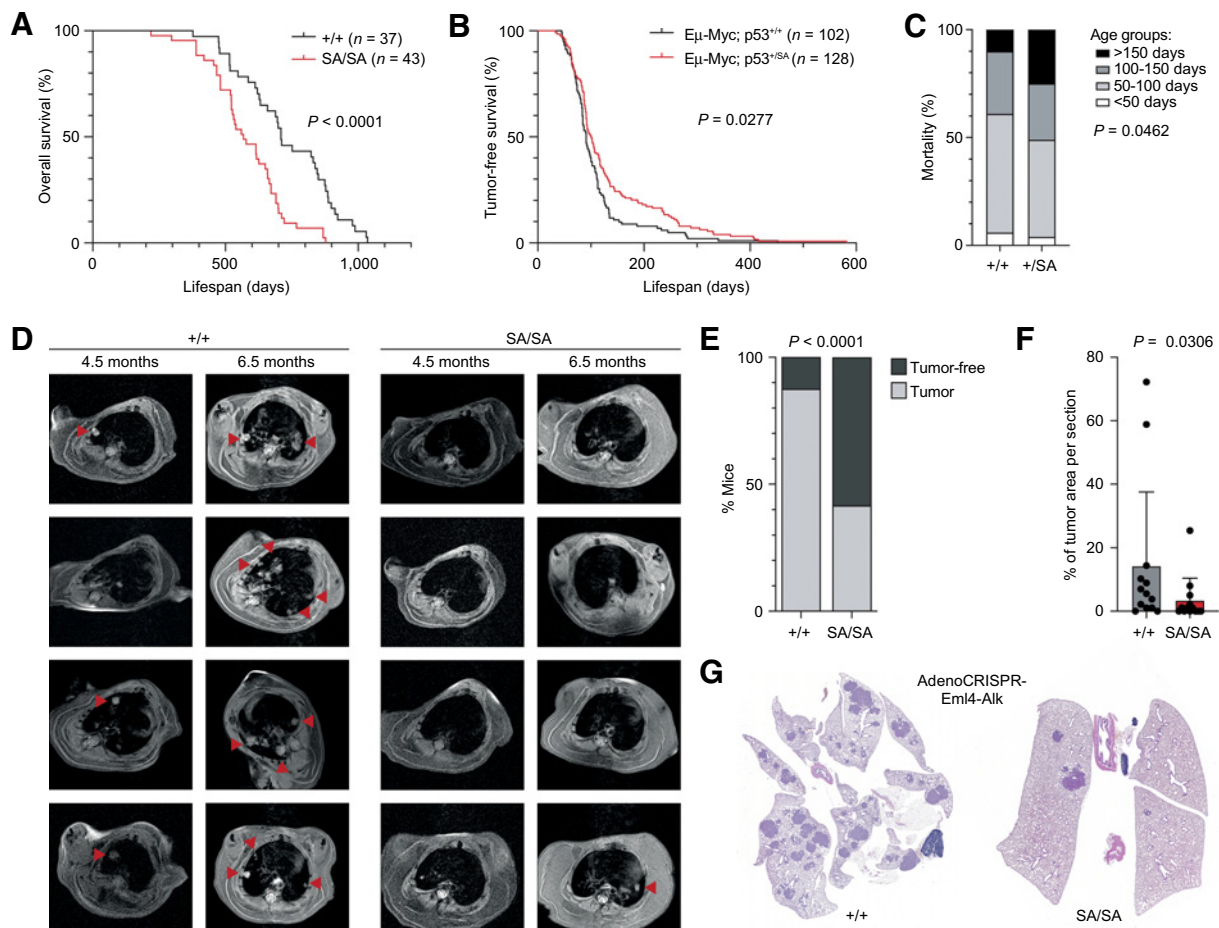 A
Overall survival (%)
100
50
0
+/+ (n = 37)
SA/SA (n = 43)
P < 0.0001
0
500
1,000
Lifespan (days)
B
Tumor-free survival (%)
100
50
0
Eμ-Myc; p53+/+ (n = 102)
Eμ-Myc; p53+/SA (n = 128)
P = 0.0277
0
200
400
600
Lifespan (days)
C
Mortality (%)
100
50
0
+/+
+/SA
Age groups:
>150 days
100-150 days
50-100 days
<50 days
P = 0.0462
D
+/+
SA/SA
4.5 months
6.5 months
4.5 months
6.5 months
E
P < 0.0001
% Mice
100
50
0
+/+
SA/SA
Tumor-free
Tumor
F
P = 0.0306
% of tumor area per section
80
60
40
20
0
+/+
SA/SA
G
AdenoCRISPR-
Eml4-Alk
+/+
SA/SA